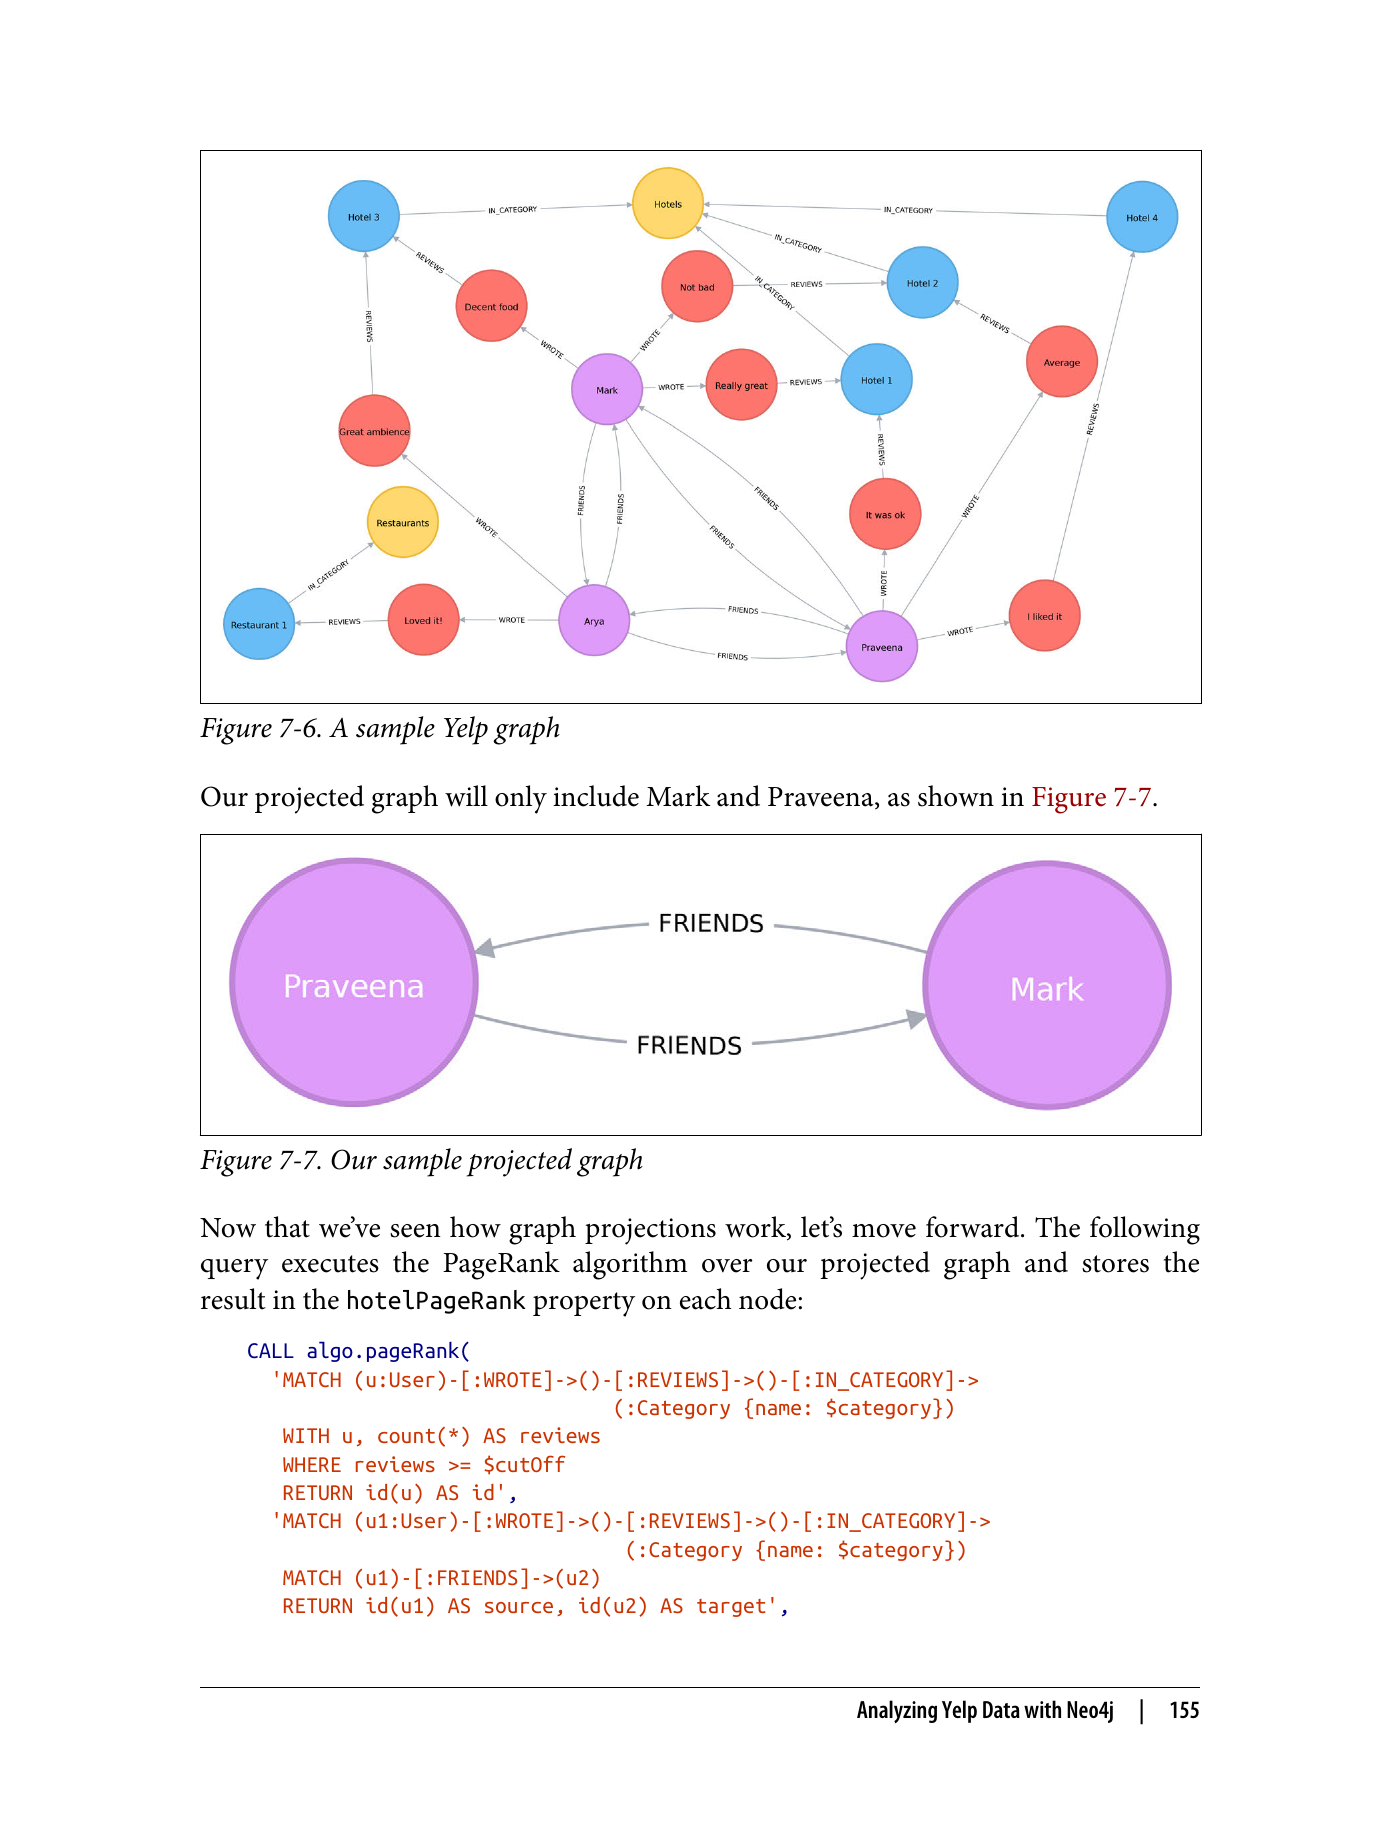 Hotel 3
IN_CATEGORY
Hotels
IN_CATEGORY
Hotel 4
REVIEWS
IN_CATEGORY
Decent food
Not bad
IN_CATEGORY
REVIEWS
Hotel 2
REVIEWS
WROTE
WROTE
REVIEWS
Average
Mark
WROTE
Really great
REVIEWS
Hotel 1
Great ambience
REVIEWS
REVIEWS
FRIENDS
FRIENDS
FRIENDS
FRIENDS
WROTE
It was ok
Restaurants
WROTE
IN_CATEGORY
WROTE
Restaurant 1
REVIEWS
Loved it!
WROTE
Arya
FRIENDS
FRIENDS
Praveena
WROTE
I liked it
Figure 7-6. A sample Yelp graph
Our projected graph will only include Mark and Praveena, as shown in Figure 7-7.
FRIENDS
Praveena
Mark
FRIENDS
Figure 7-7. Our sample projected graph
Now that we’ve seen how graph projections work, let’s move forward. The following
query executes the PageRank algorithm over our projected graph and stores the
result in the hotelPageRank property on each node:
CALL algo.pageRank(
'MATCH (u:User)-[:WROTE]->()-[:REVIEWS]->()-[:IN_CATEGORY]->
(:Category {name: $category})
WITH u, count(*) AS reviews
WHERE reviews >= $cutOff
RETURN id(u) AS id',
'MATCH (u1:User)-[:WROTE]->()-[:REVIEWS]->()-[:IN_CATEGORY]->
(:Category {name: $category})
MATCH (u1)-[:FRIENDS]->(u2)
RETURN id(u1) AS source, id(u2) AS target',
Analyzing Yelp Data with Neo4j | 155